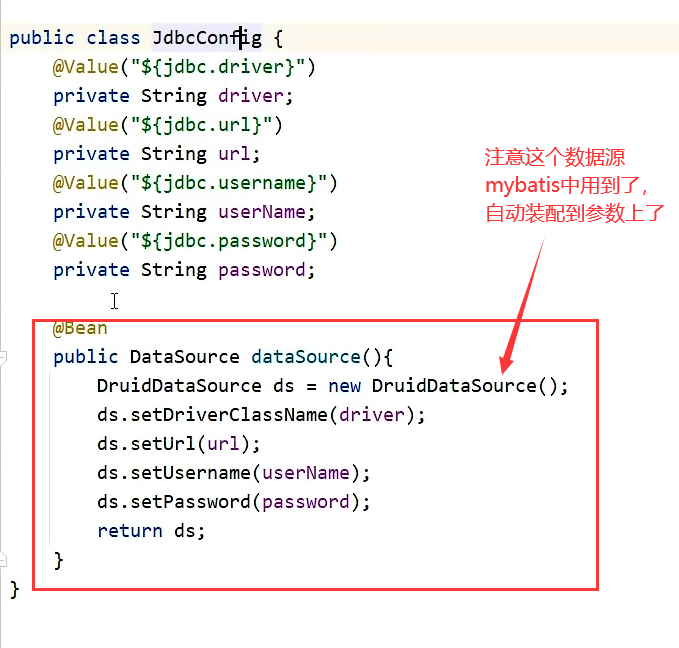 public class JdbcConfig {
@Value("${jdbc.driver}")
private String driver;
@Value("${jdbc.url}")
private String url;
@Value("${jdbc.username}")
private String userName;
@Value("${jdbc.password}")
private String password;
注意这个数据源
mybatis中用到了，
自动装配到参数上了
@Bean
public DataSource dataSource(){
DruidDataSource ds = new DruidDataSource();
ds.setDriverClassName(driver);
ds.setUrl(url);
ds.setUsername(userName);
ds.setPassword(password);
return ds;
}
}